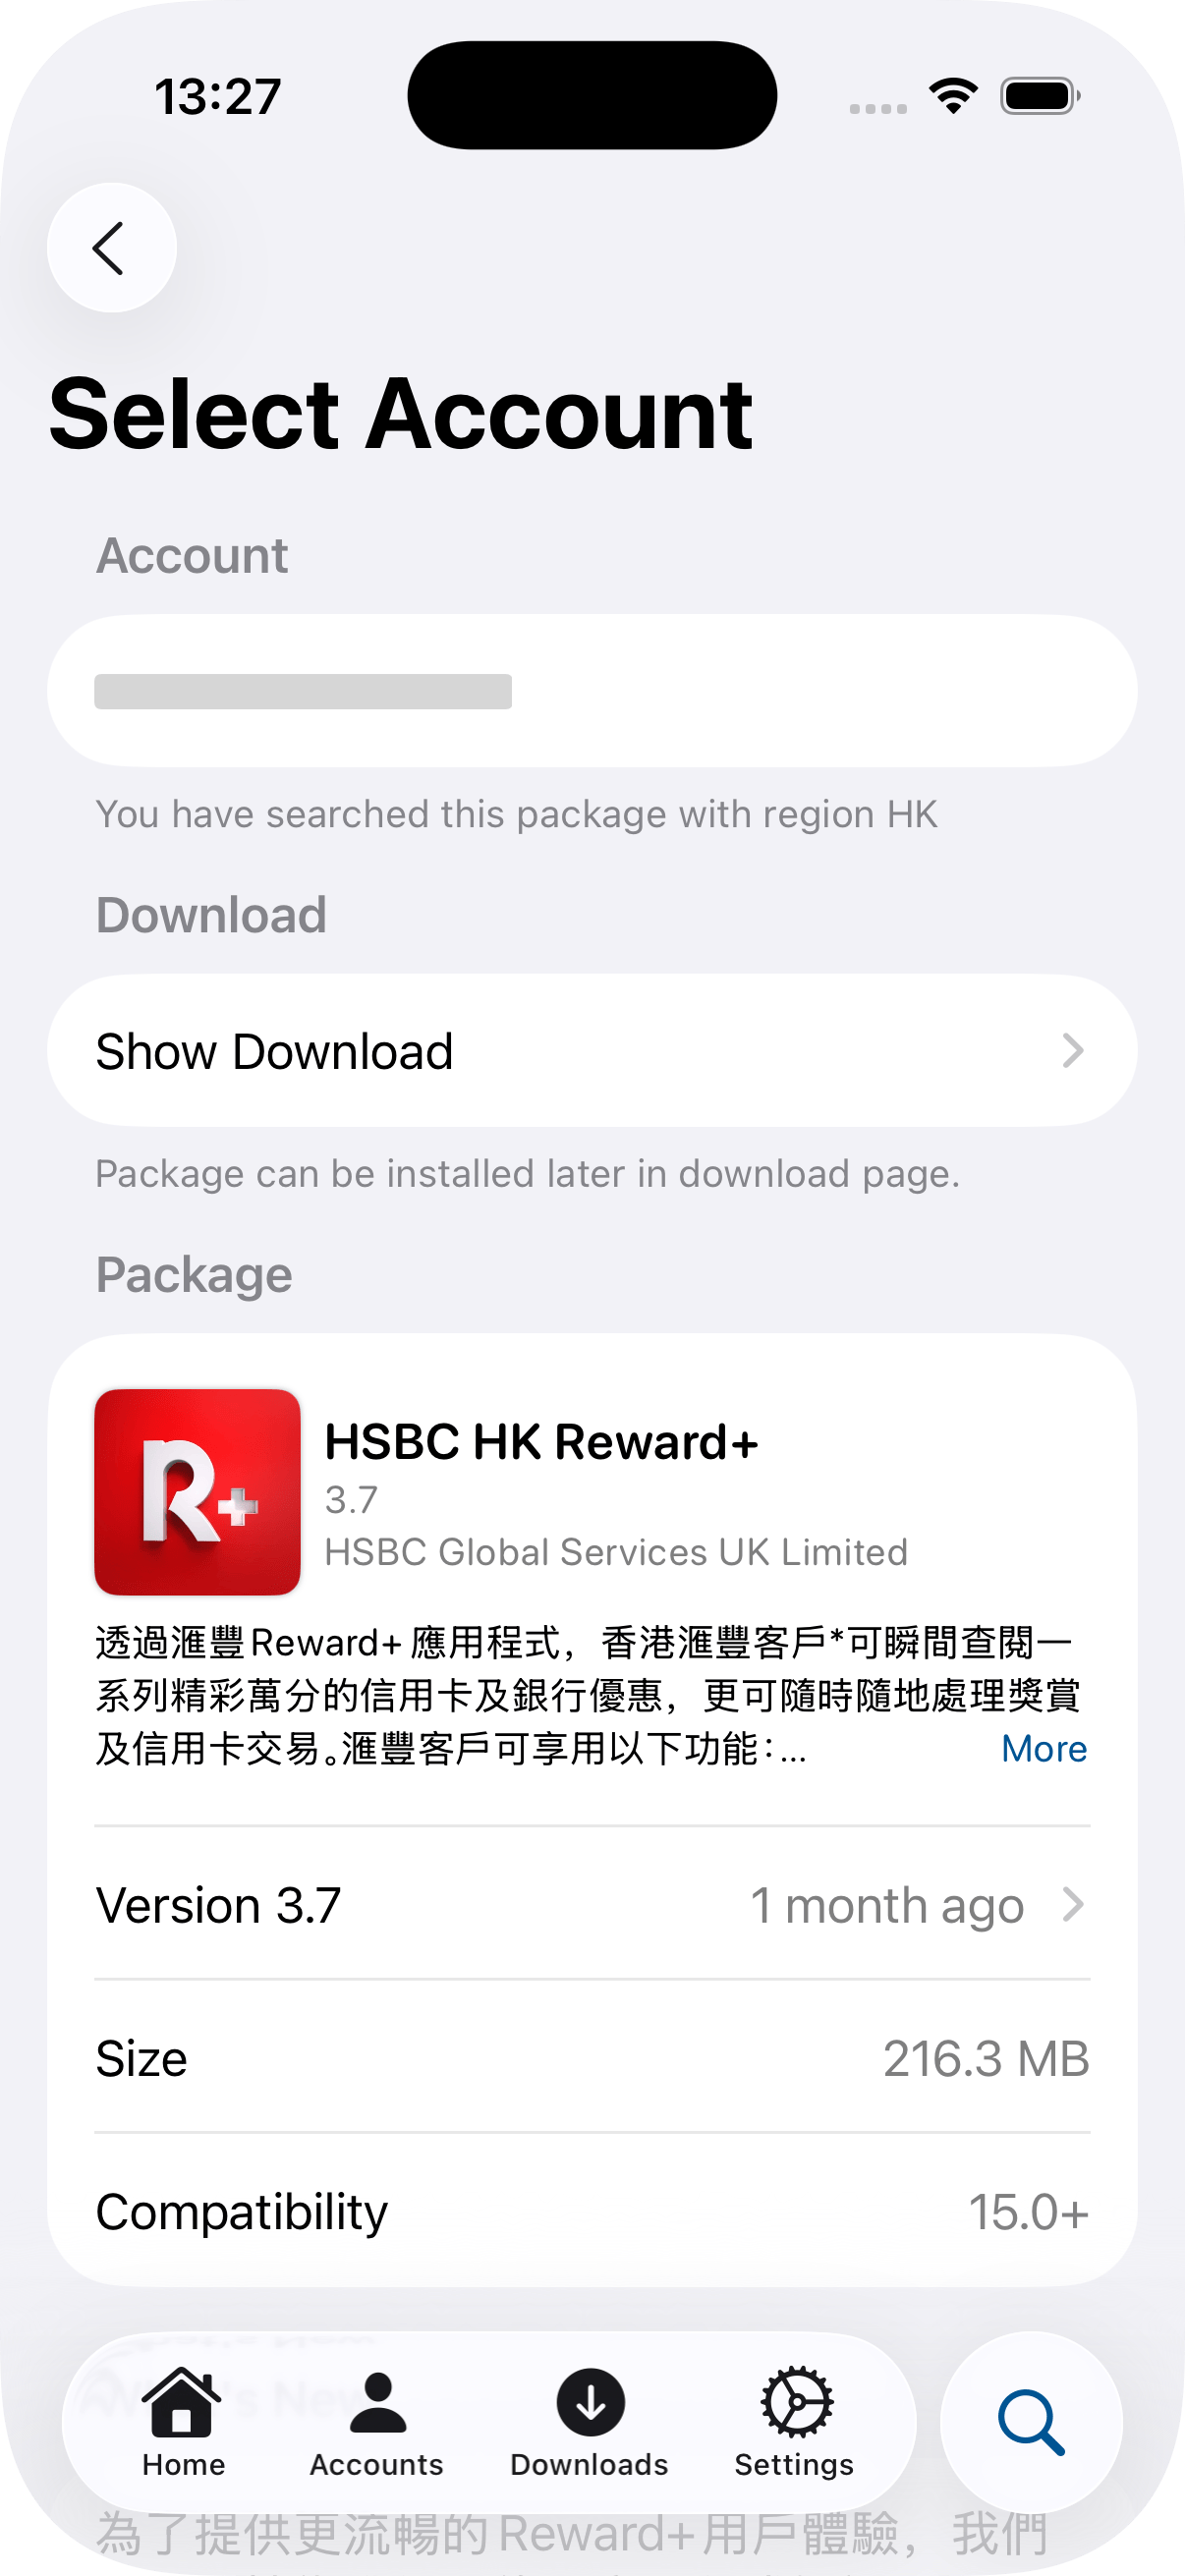 13:27
Select Account
Account
You have searched this package with region HK
Download
Show Download
Package can be installed later in download page.
Package
R+
HSBC HK Reward+
3.7
HSBC Global Services UK Limited
透過滙豐Reward+ 應用程式，香港滙豐客戶*可瞬間查閱一
系列精彩萬分的信用卡及銀行優惠，更可隨時隨地處理獎賞
及信用卡交易。滙豐客戶可享用以下功能：... More
Version 3.7 1 month ago
Size 216.3 MB
Compatibility 15.0+
Home Accounts Downloads Settings
為了提供更流暢的Reward+用戶體驗，我們